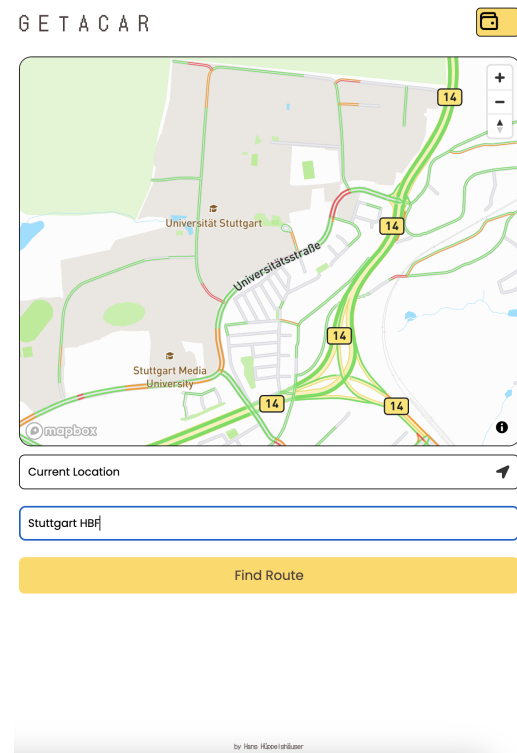 GETACAR
14
14
Universität Stuttgart
Universitätsstraße
14
Stuttgart Media
University
14
14
mapbox
Current Location
Stuttgart HBF
Find Route
by Hans Hüppelshäuser